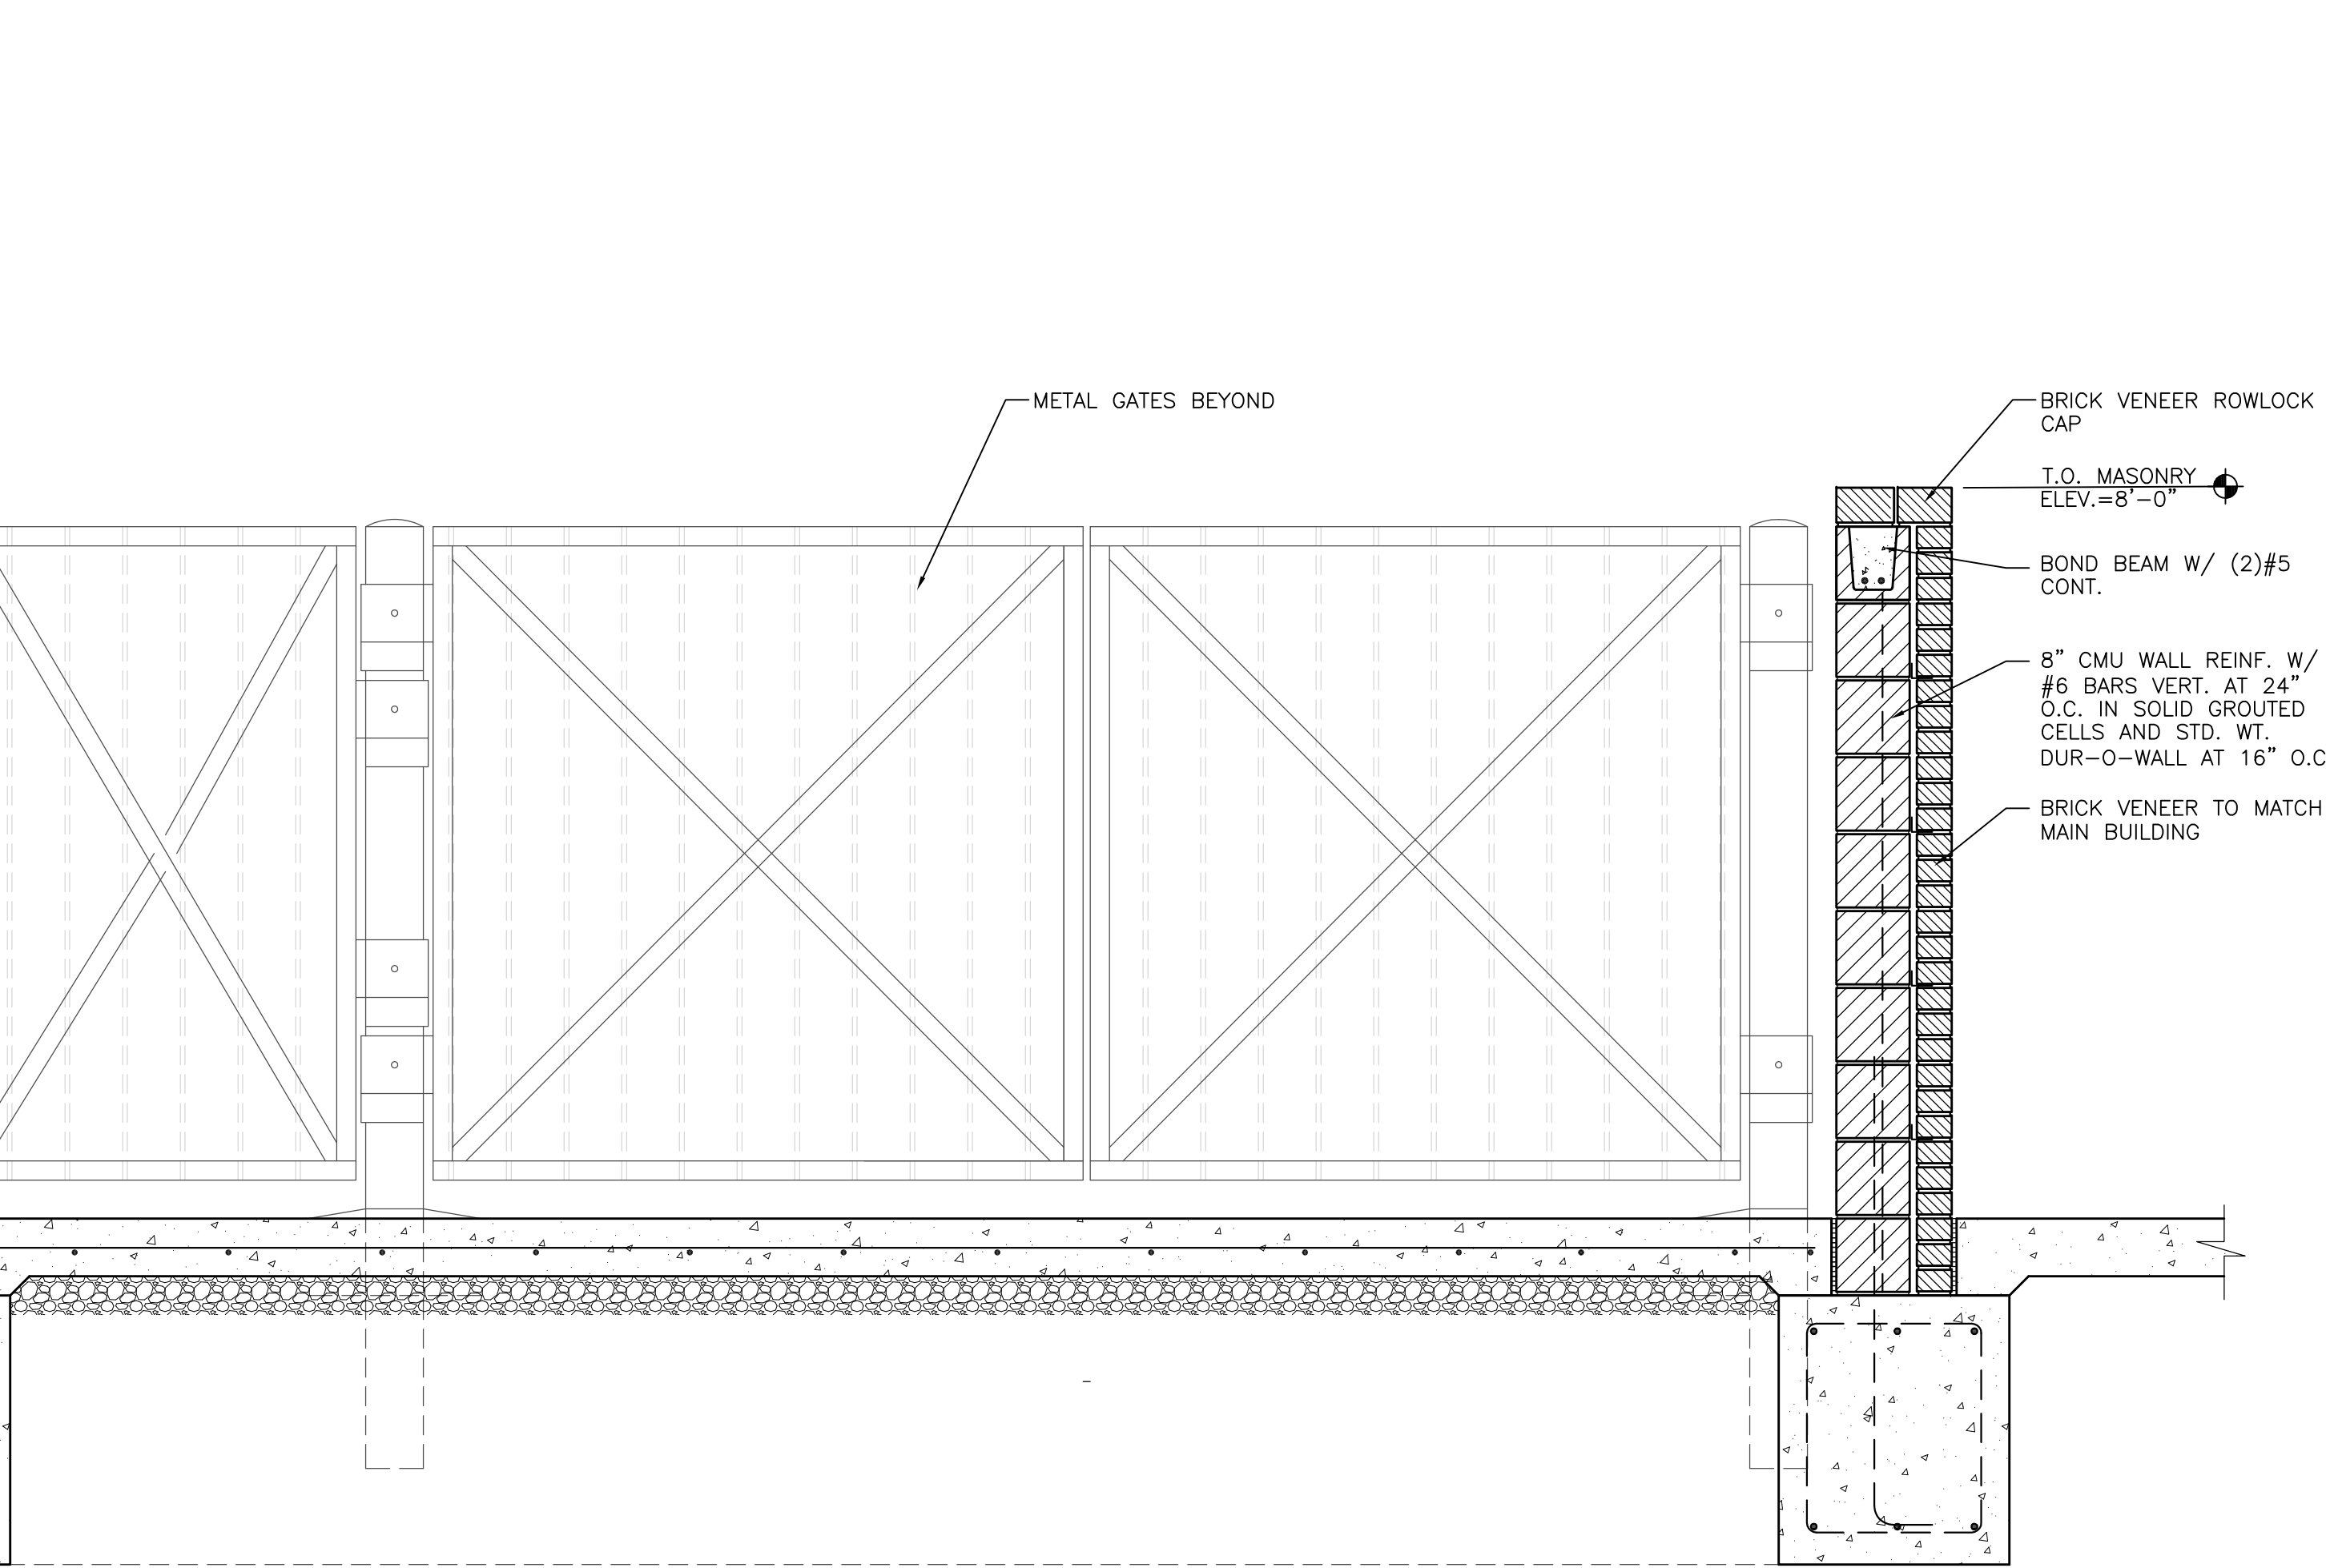 METAL GATES BEYOND
BRICK VENEER ROWLOCK
CAP
T.O. MASONRY
ELEV.=8'-0"
BOND BEAM W/ (2)#5
CONT.
8" CMU WALL REINF. W/
#6 BARS VERT. AT 24"
O.C. IN SOLID GROUTED
CELLS AND STD. WT.
DUR-O-WALL AT 16" O.C
BRICK VENEER TO MATCH
MAIN BUILDING